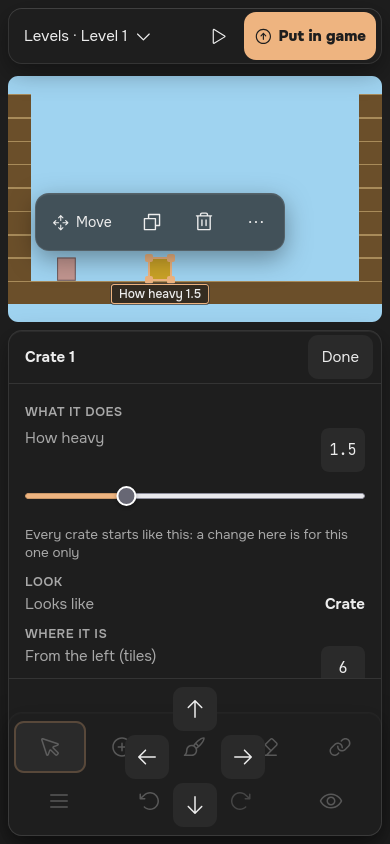 Levels · Level 1
Put in game
Move
How heavy 1.5
Crate 1
Done
WHAT IT DOES
How heavy
1.5
Every crate starts like this: a change here is for this
one only
LOOK
Looks like
Crate
WHERE IT IS
From the left (tiles)
6